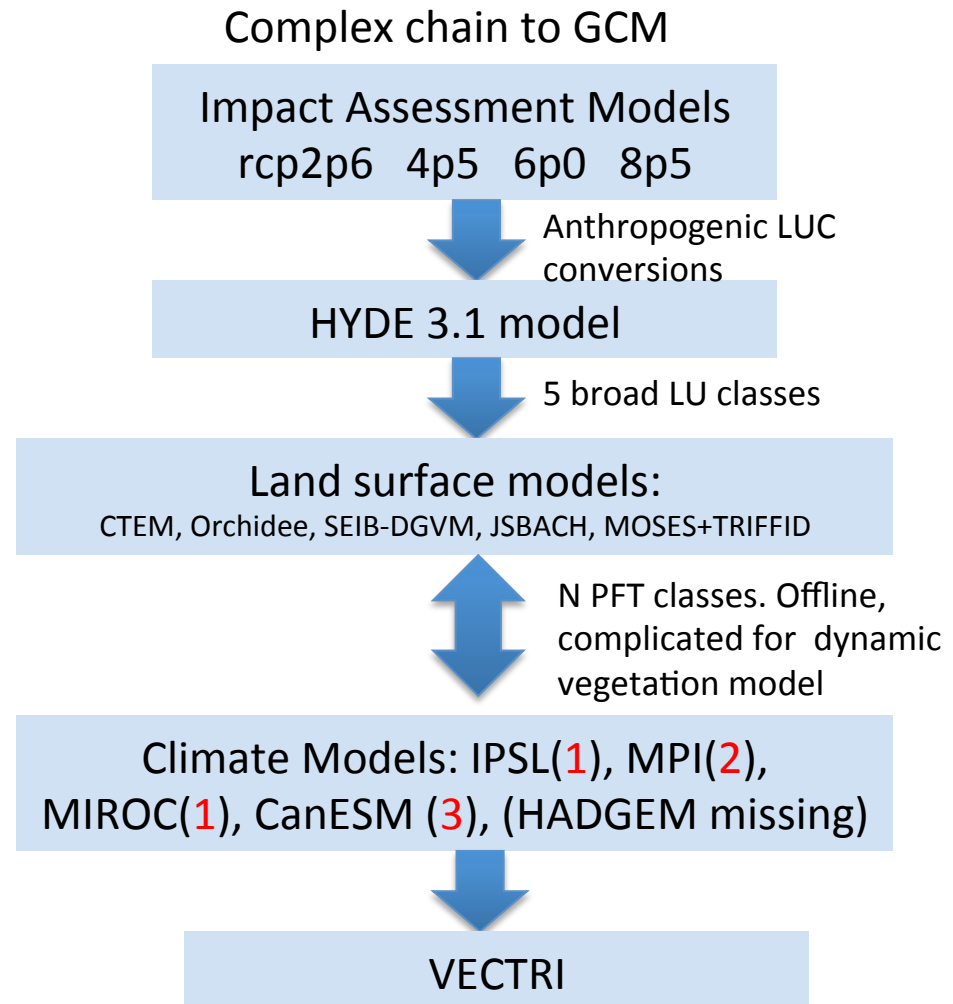 Complex chain to GCM
Impact Assessment Models
rcp2p6 4p5 6p0 8p5
Anthropogenic LUC
conversions
HYDE 3.1 model
5 broad LU classes
Land surface models:
CTEM, Orchidee, SEIB-DGVM, JSBACH, MOSES+TRIFFID
N PFT classes. Offline,
complicated for dynamic
vegetation model
Climate Models: IPSL(1), MPI(2),
MIROC(1), CanESM (3), (HADGEM missing)
VECTRI